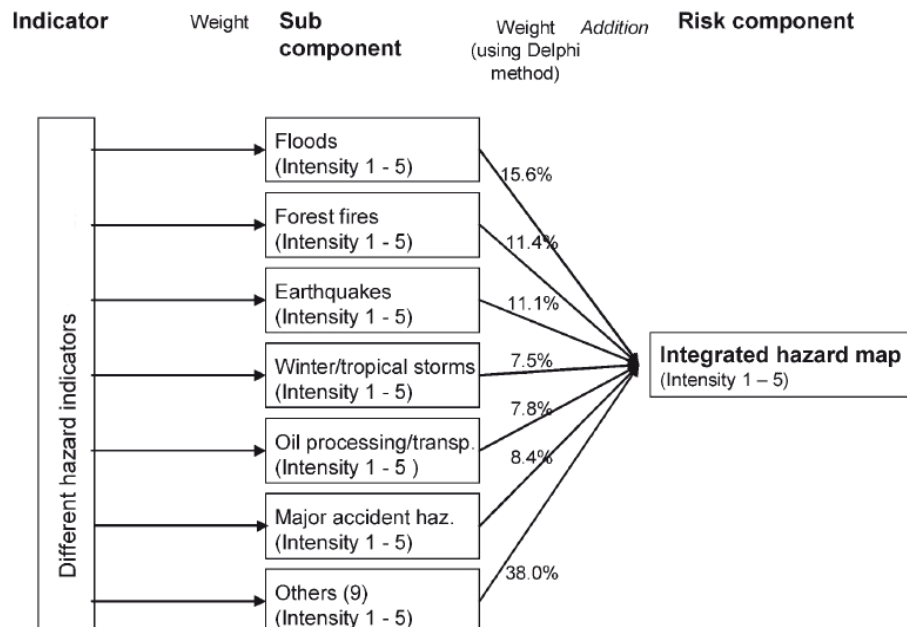 Indicator
Weight
Sub
component
Weight
(using Delphi
method)
Addition
Risk component
Different hazard indicators
Floods
(Intensity 1 - 5)
15.6%
Forest fires
(Intensity 1 - 5)
11.4%
Earthquakes
(Intensity 1 - 5)
11.1%
Winter/tropical storms
(Intensity 1 - 5)
7.5%
Oil processing/transp.
(Intensity 1 - 5 )
7.8%
Major accident haz.
(Intensity 1 - 5)
8.4%
Others (9)
(Intensity 1 - 5)
38.0%
Integrated hazard map
(Intensity 1 – 5)